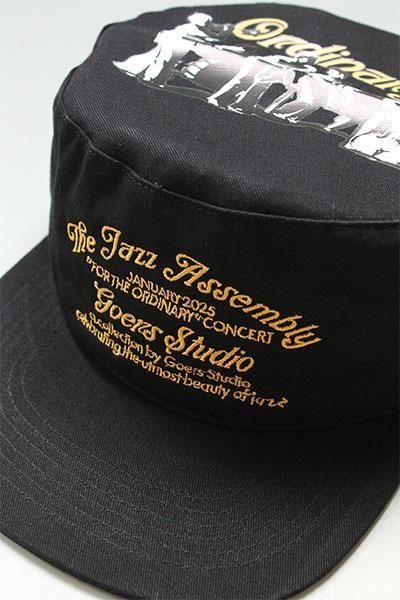 Ordinary
The Jazz Assembly
JANUARY 2025
"FOR THE ORDINARY" CONCERT
Goers Studio
A collection by Goers Studio
celebrating the utmost beauty of jazz